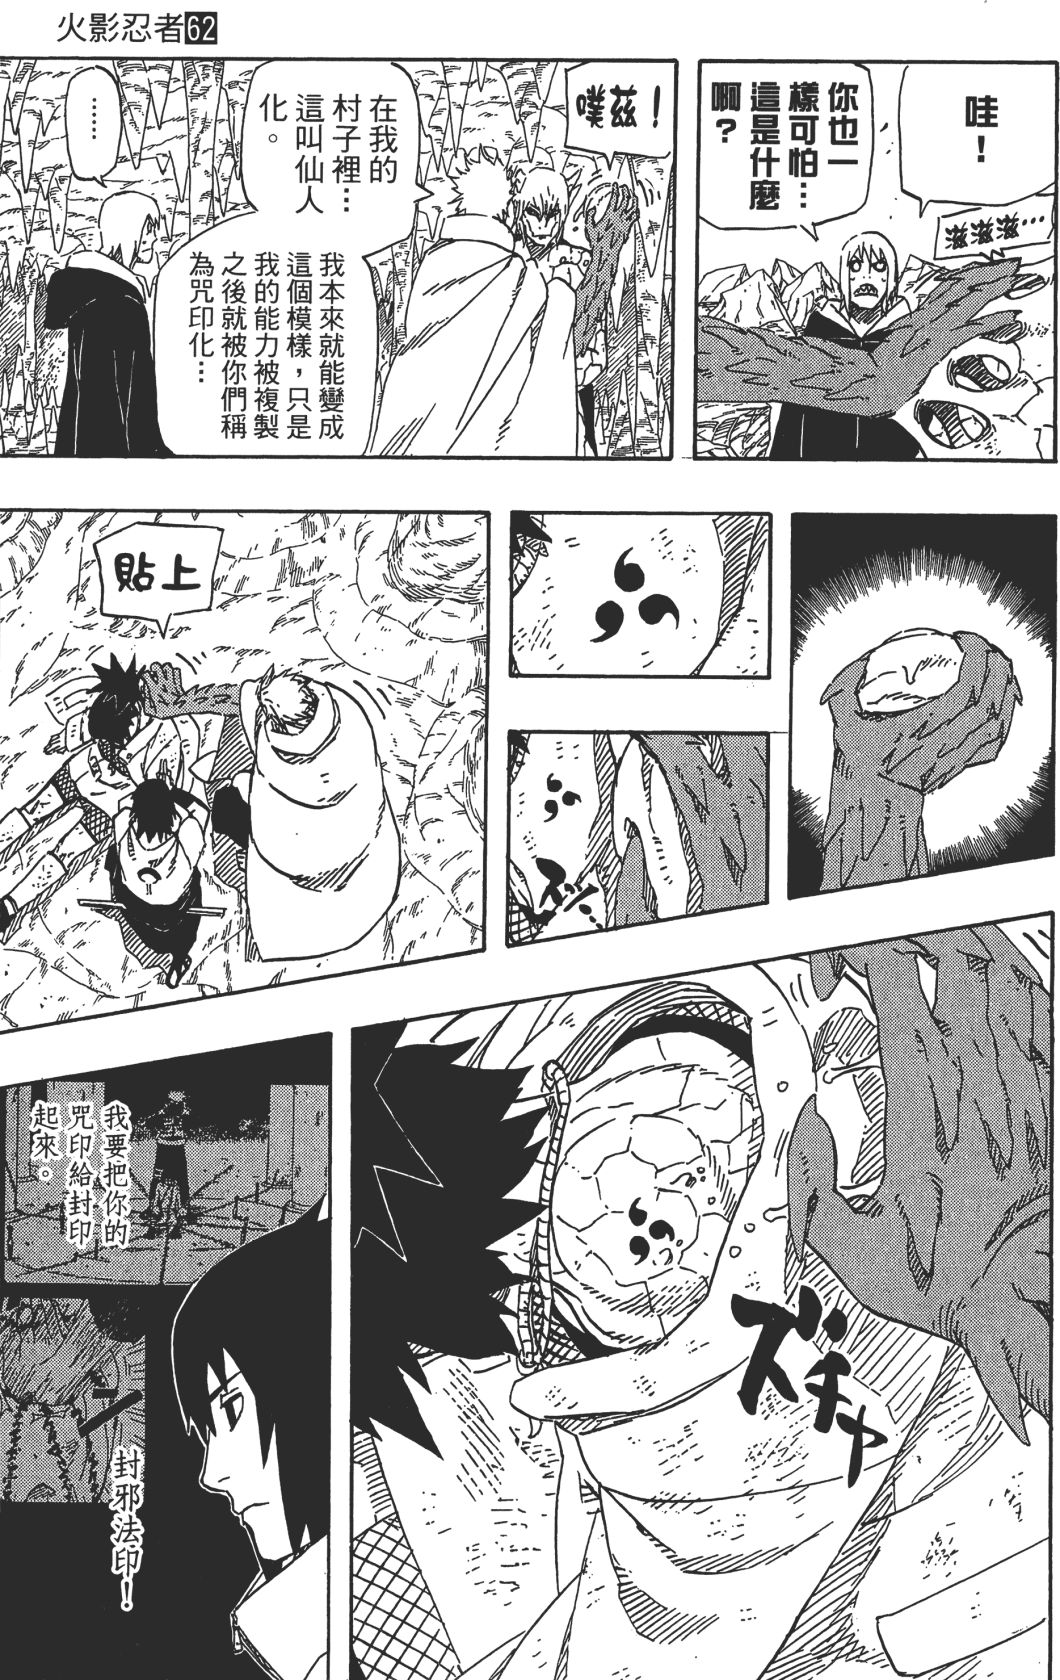 火影忍者62
哇！
你也一
樣可怕…
這是什麼
啊？
滋滋滋…
噗茲！
在我的
村子裡…
這叫仙人
化。
我本來就能變成
這個模樣，只是
我的能力被複製
之後就被你們稱
為咒印化…
……
貼上
ズ…
ズチャ
我要把你的
咒印給封印
起來。
封邪法印！